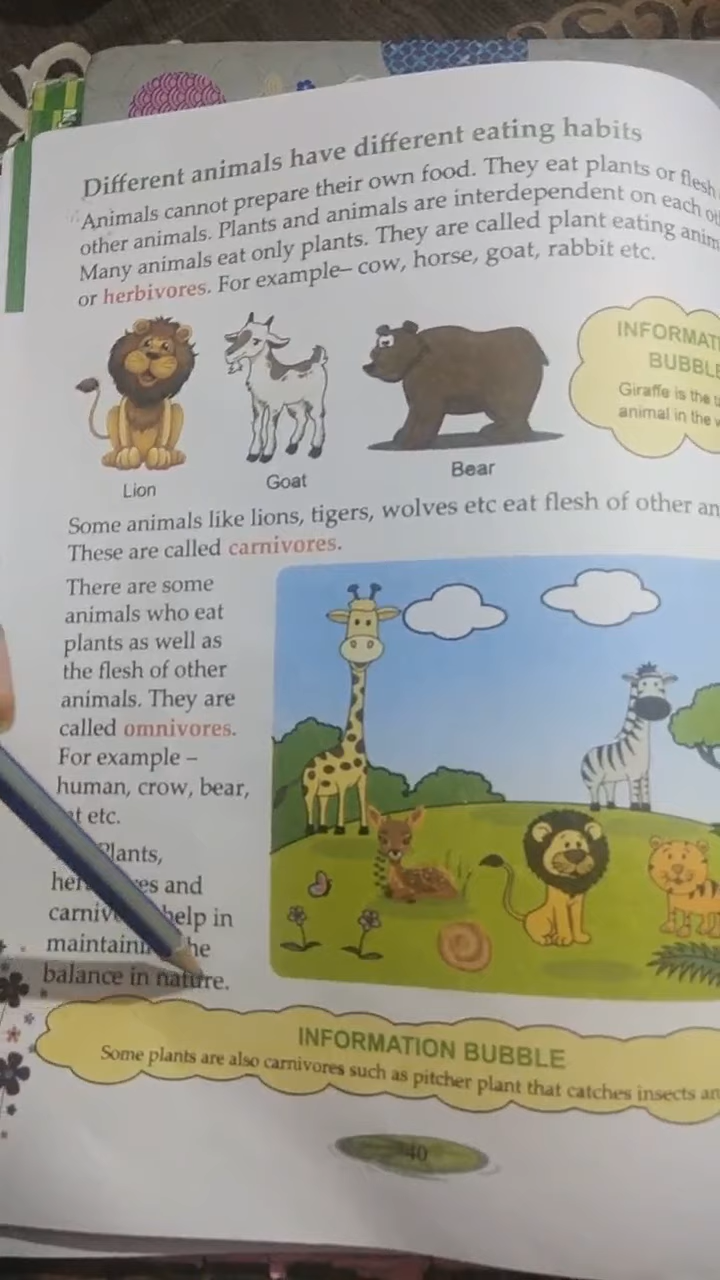 Different animals have different eating habits
Animals cannot prepare their own food. They eat plants or flesh
other animals. Plants and animals are interdependent on each
Many animals eat only plants. They are called plant eating
or herbivores. For example– cow, horse, goat, rabbit etc.
INFORMAT
BUBBLE
Giraffe is the
animal in the
Lion
Goat
Bear
Some animals like lions, tigers, wolves etc eat flesh of other
These are called carnivores.
There are some
animals who eat
plants as well as
the flesh of other
animals. They are
called omnivores.
For example –
human, crow, bear,
etc.
Plants,
and
help in
balance in nature.
INFORMATION BUBBLE
Some plants are also carnivores such as pitcher plant that catches insects
40